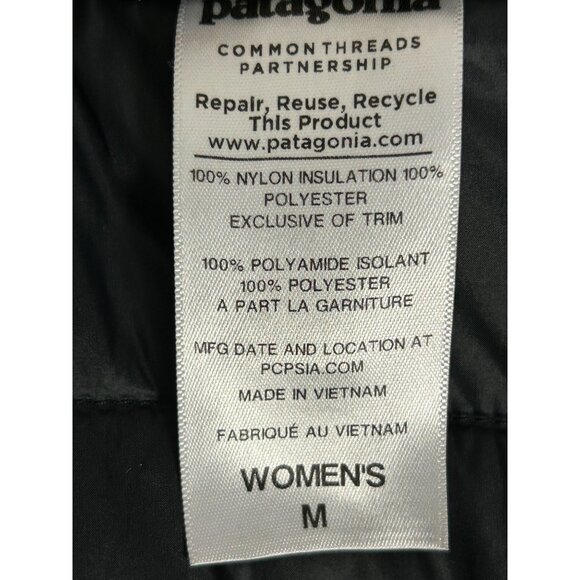 patagonia
COMMONTHREADS
PARTNERSHIP
Repair, Reuse, Recycle
This Product
www.patagonia.com
100% NYLON INSULATION 100%
POLYESTER
EXCLUSIVE OF TRIM
100% POLYAMIDE ISOLANT
100% POLYESTER
A PART LA GARNITURE
MFG DATE AND LOCATION AT
PCPSIA.COM
MADE IN VIETNAM
FABRIQUÉ AU VIETNAM
WOMEN'S
M